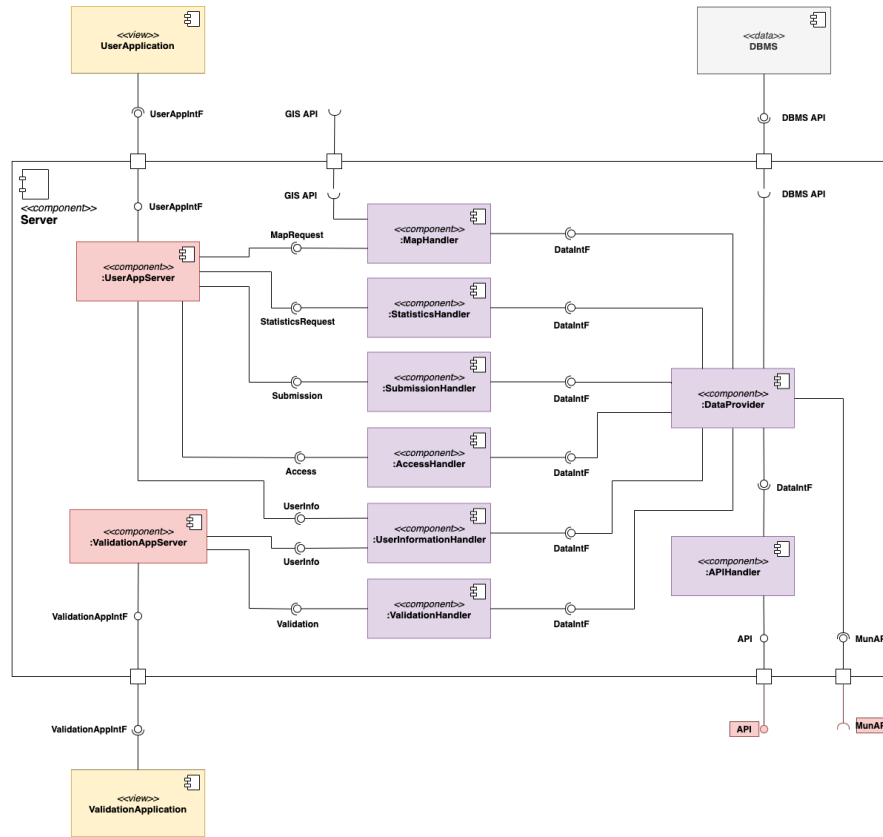 <<view>>
UserApplication
<<data>>
DBMS
UserAppIntF
GIS API
DBMS API
<<component>>
Server
UserAppIntF
GIS API
DBMS API
<<component>>
:MapHandler
MapRequest
DataIntF
<<component>>
:UserAppServer
<<component>>
:StatisticsHandler
StatisticsRequest
DataIntF
<<component>>
:SubmissionHandler
Submission
DataIntF
<<component>>
:DataProvider
<<component>>
:AccessHandler
Access
DataIntF
DataIntF
UserInfo
<<component>>
:UserInformationHandler
DataIntF
<<component>>
:ValidationAppServer
UserInfo
<<component>>
:APIHandler
<<component>>
:ValidationHandler
ValidationAppIntF
Validation
DataIntF
API
MunAP
ValidationAppIntF
API
MunAP
<<view>>
ValidationApplication